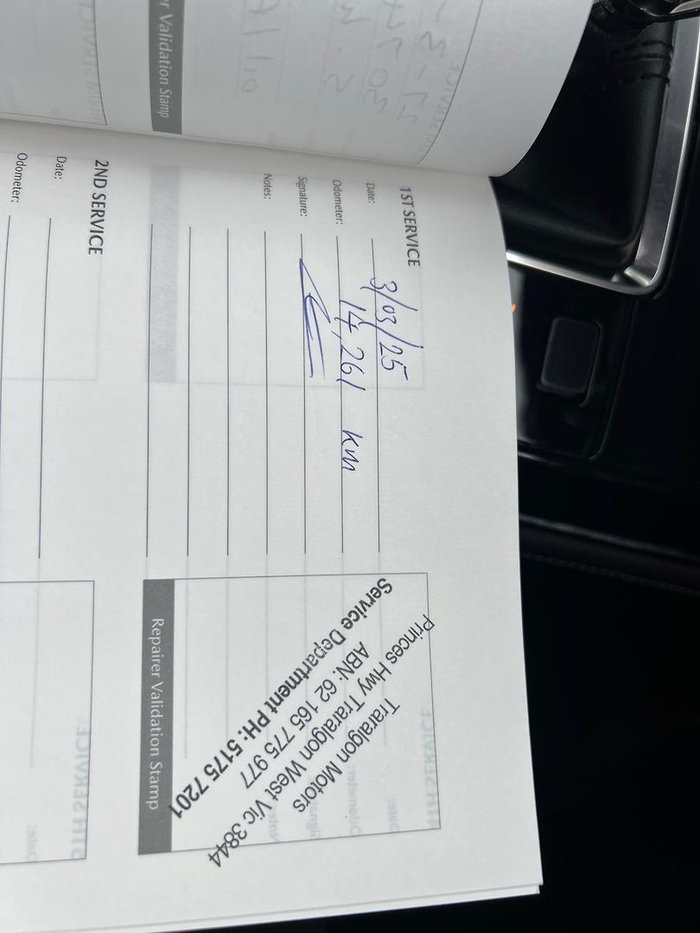 1ST SERVICE
Date: 3/03/25
Odometer: 14,261 km
Signature:
Notes:
Traralgon Motors
Princes Hwy Traralgon West Vic 3844
ABN: 62 165 775 977
Service Department PH: 5175 7201
Repairer Validation Stamp
2ND SERVICE
Date:
Odometer:
Validation Stamp